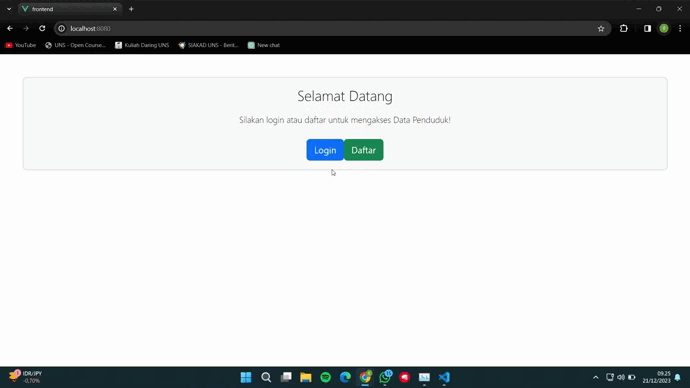 frontend
localhost:8080
YouTube
UNS - Open Course...
Kuliah Daring UNS
SIAKAD UNS - Berit...
New chat
Selamat Datang
Silakan login atau daftar untuk mengakses Data Penduduk!
Login
Daftar
IDR/JPY
-0,70%
09.25
21/12/2023